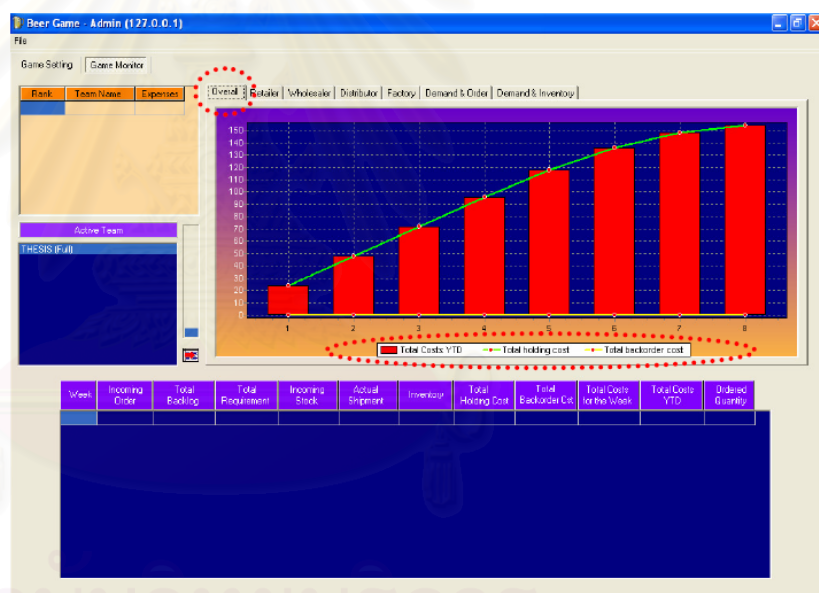 Beer Game - Admin (127.0.0.1)
File
Game Setting Game Monitor
Rank Team Name Expenses
Overall Retailer Wholesaler Distributor Factory Demand & Order Demand & Inventory
150
140
130
120
110
100
90
80
70
60
50
40
30
20
10
0
1 2 3 4 5 6 7 8
Total Costs YTD Total holding cost Total backorder cost
Active Team
THESIS (Full)
Week Incoming Order Total Backlog Total Requirement Incoming Stock Actual Shipment Inventory Total Holding Cost Total Backorder Cst Total Costs for the Week Total Costs YTD Ordered Quantity